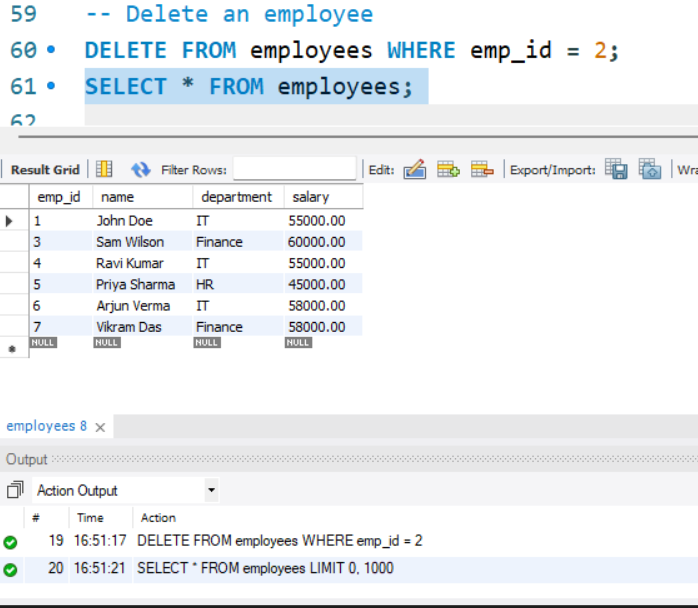 59 -- Delete an employee
60 DELETE FROM employees WHERE emp_id = 2;
61 SELECT * FROM employees;
62
Result Grid Filter Rows: Edit: Export/Import: Wra
emp_id name department salary
1 John Doe IT 55000.00
3 Sam Wilson Finance 60000.00
4 Ravi Kumar IT 55000.00
5 Priya Sharma HR 45000.00
6 Arjun Verma IT 58000.00
7 Vikram Das Finance 58000.00
NULL NULL NULL NULL
employees 8
Output
Action Output
# Time Action
19 16:51:17 DELETE FROM employees WHERE emp_id = 2
20 16:51:21 SELECT * FROM employees LIMIT 0, 1000